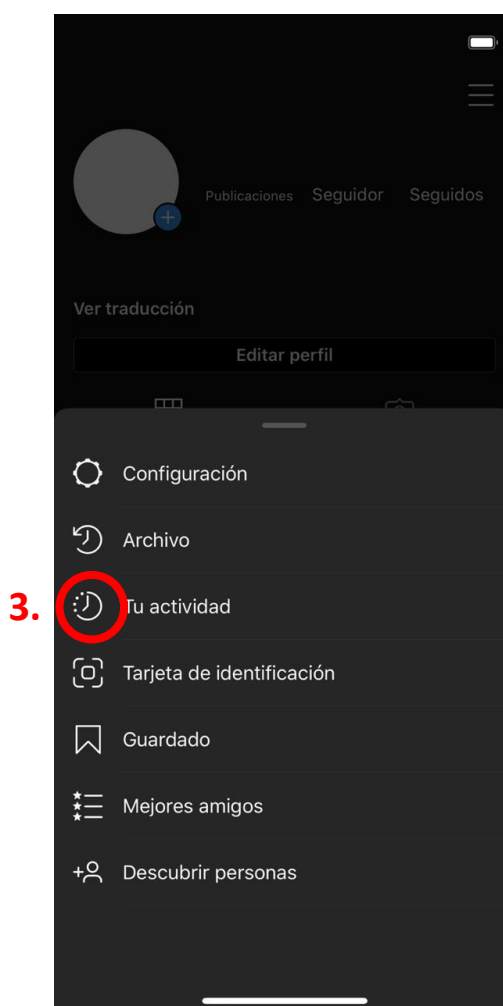 Publicaciones Seguidor Seguidos
Ver traducción
Editar perfil
Configuración
Archivo
3. Tu actividad
Tarjeta de identificación
Guardado
Mejores amigos
Descubrir personas